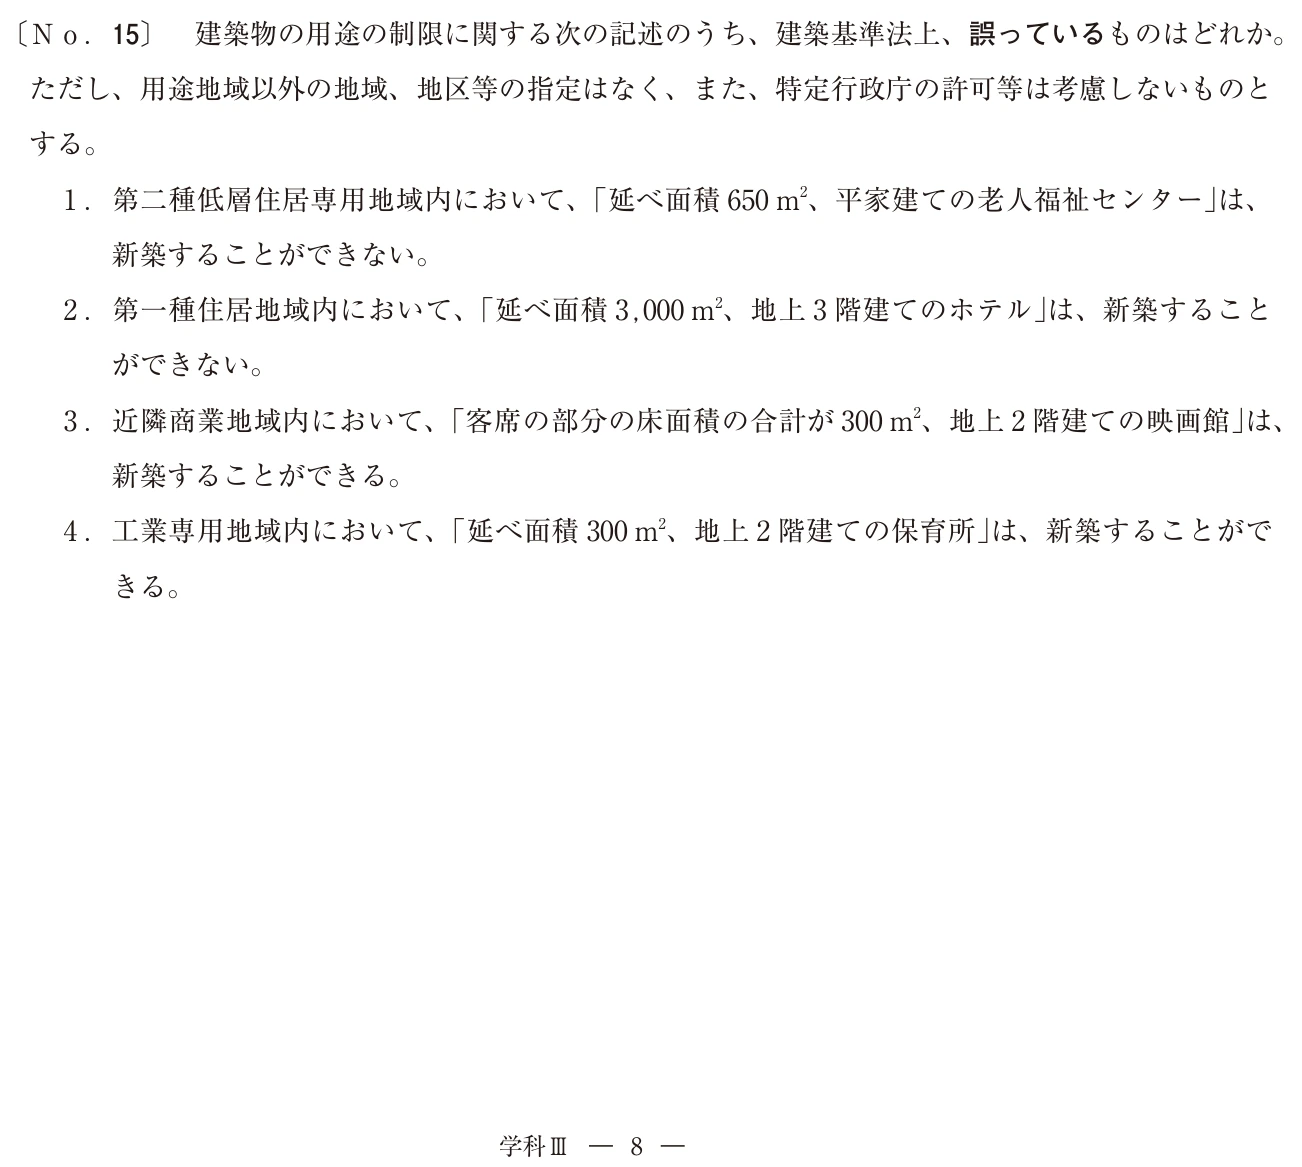 〔Ｎｏ．15〕　建築物の用途の制限に関する次の記述のうち、建築基準法上、誤っているものはどれか。
ただし、用途地域以外の地域、地区等の指定はなく、また、特定行政庁の許可等は考慮しないものと
する。
１．第二種低層住居専用地域内において、「延べ面積 650 m²、平家建ての老人福祉センター」は、
新築することができない。
２．第一種住居地域内において、「延べ面積 3,000 m²、地上 3 階建てのホテル」は、新築すること
ができない。
３．近隣商業地域内において、「客席の部分の床面積の合計が 300 m²、地上 2 階建ての映画館」は、
新築することができる。
４．工業専用地域内において、「延べ面積 300 m²、地上 2 階建ての保育所」は、新築することがで
きる。
学科Ⅲ — 8 —